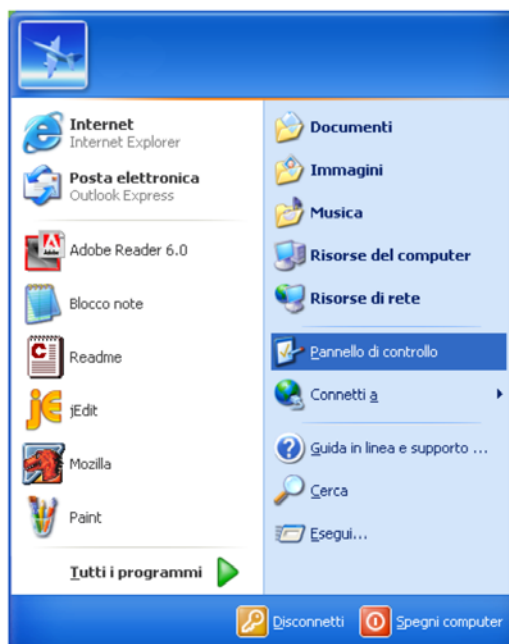 Internet
Internet Explorer
Posta elettronica
Outlook Express
Adobe Reader 6.0
Blocco note
Readme
jEdit
Mozilla
Paint
Tutti i programmi
Documenti
Immagini
Musica
Risorse del computer
Risorse di rete
Pannello di controllo
Connetti a
Guida in linea e supporto ...
Cerca
Esegui...
Disconnetti
Spegni computer